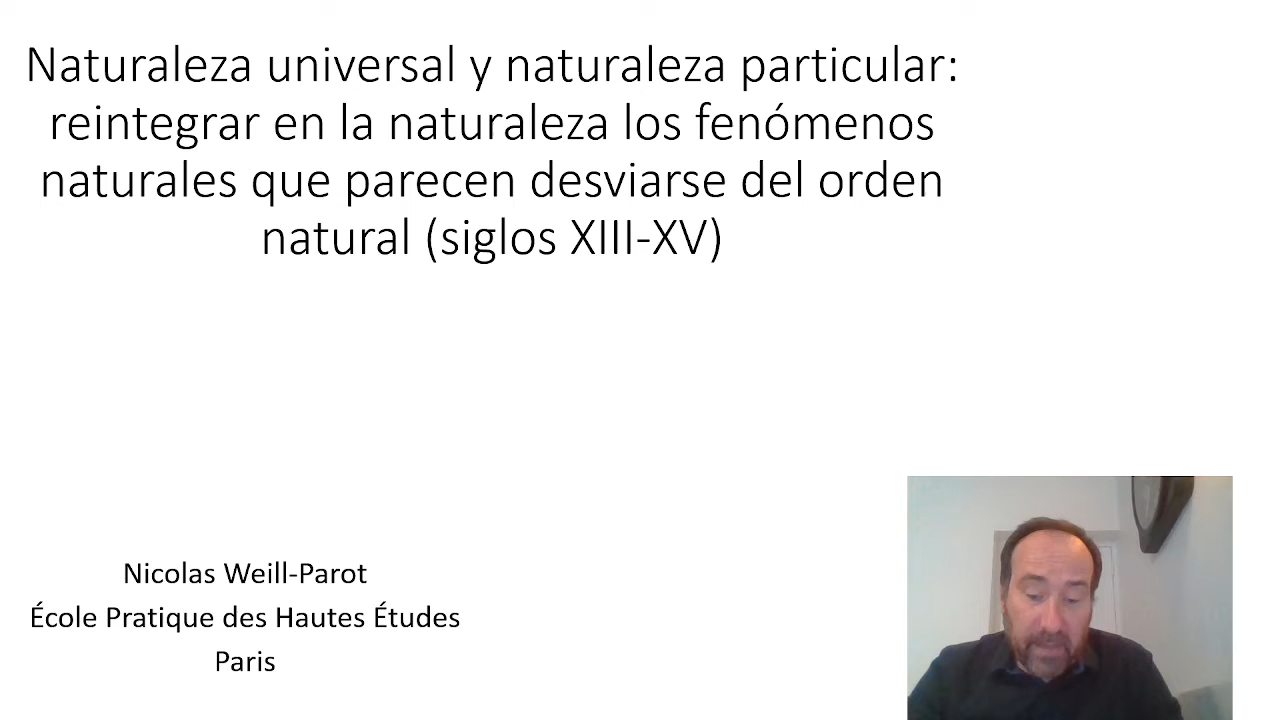 Naturaleza universal y naturaleza particular:
reintegrar en la naturaleza los fenómenos
naturales que parecen desviarse del orden
natural (siglos XIII-XV)
Nicolas Weill-Parot
École Pratique des Hautes Études
Paris